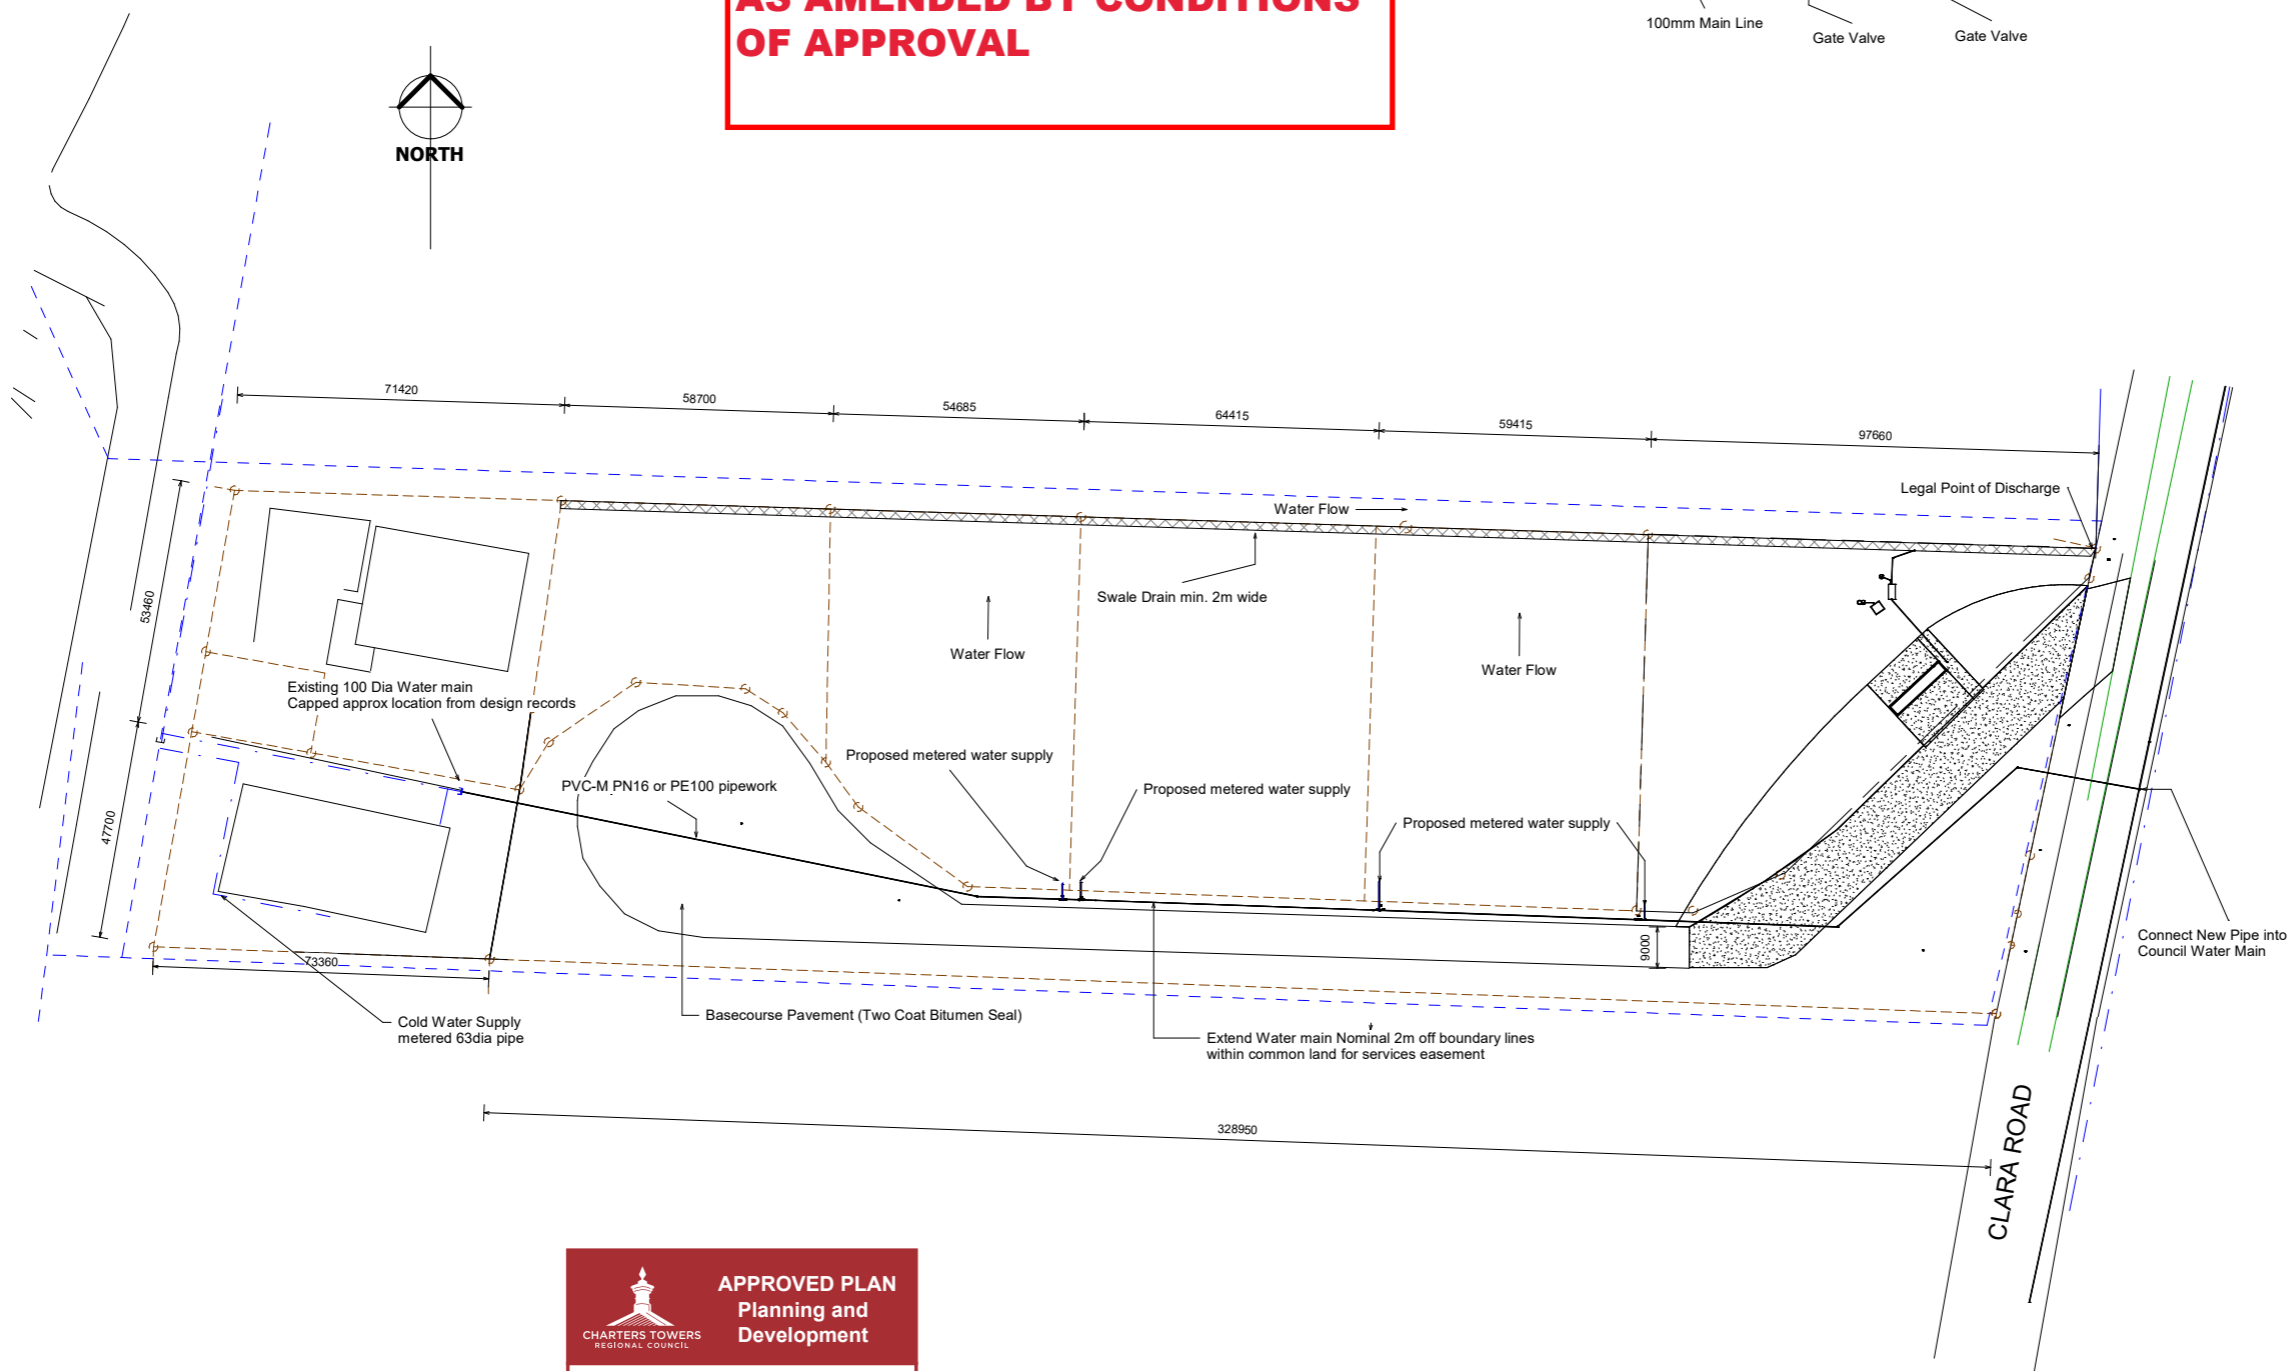 AS AMENDED BY CONDITIONS
OF APPROVAL
100mm Main Line
Gate Valve
Gate Valve
NORTH
71420
58700
54685
64415
59415
97660
Legal Point of Discharge
Water Flow
53460
Swale Drain min. 2m wide
Water Flow
Water Flow
Existing 100 Dia Water main
Capped approx location from design records
Proposed metered water supply
PVC-M PN16 or PE100 pipework
Proposed metered water supply
Proposed metered water supply
47700
9000
Connect New Pipe into
Council Water Main
73360
Cold Water Supply
metered 63dia pipe
Basecourse Pavement (Two Coat Bitumen Seal)
Extend Water main Nominal 2m off boundary lines
within common land for services easement
328950
CLARA ROAD
APPROVED PLAN
Planning and
Development
CHARTERS TOWERS
REGIONAL COUNCIL